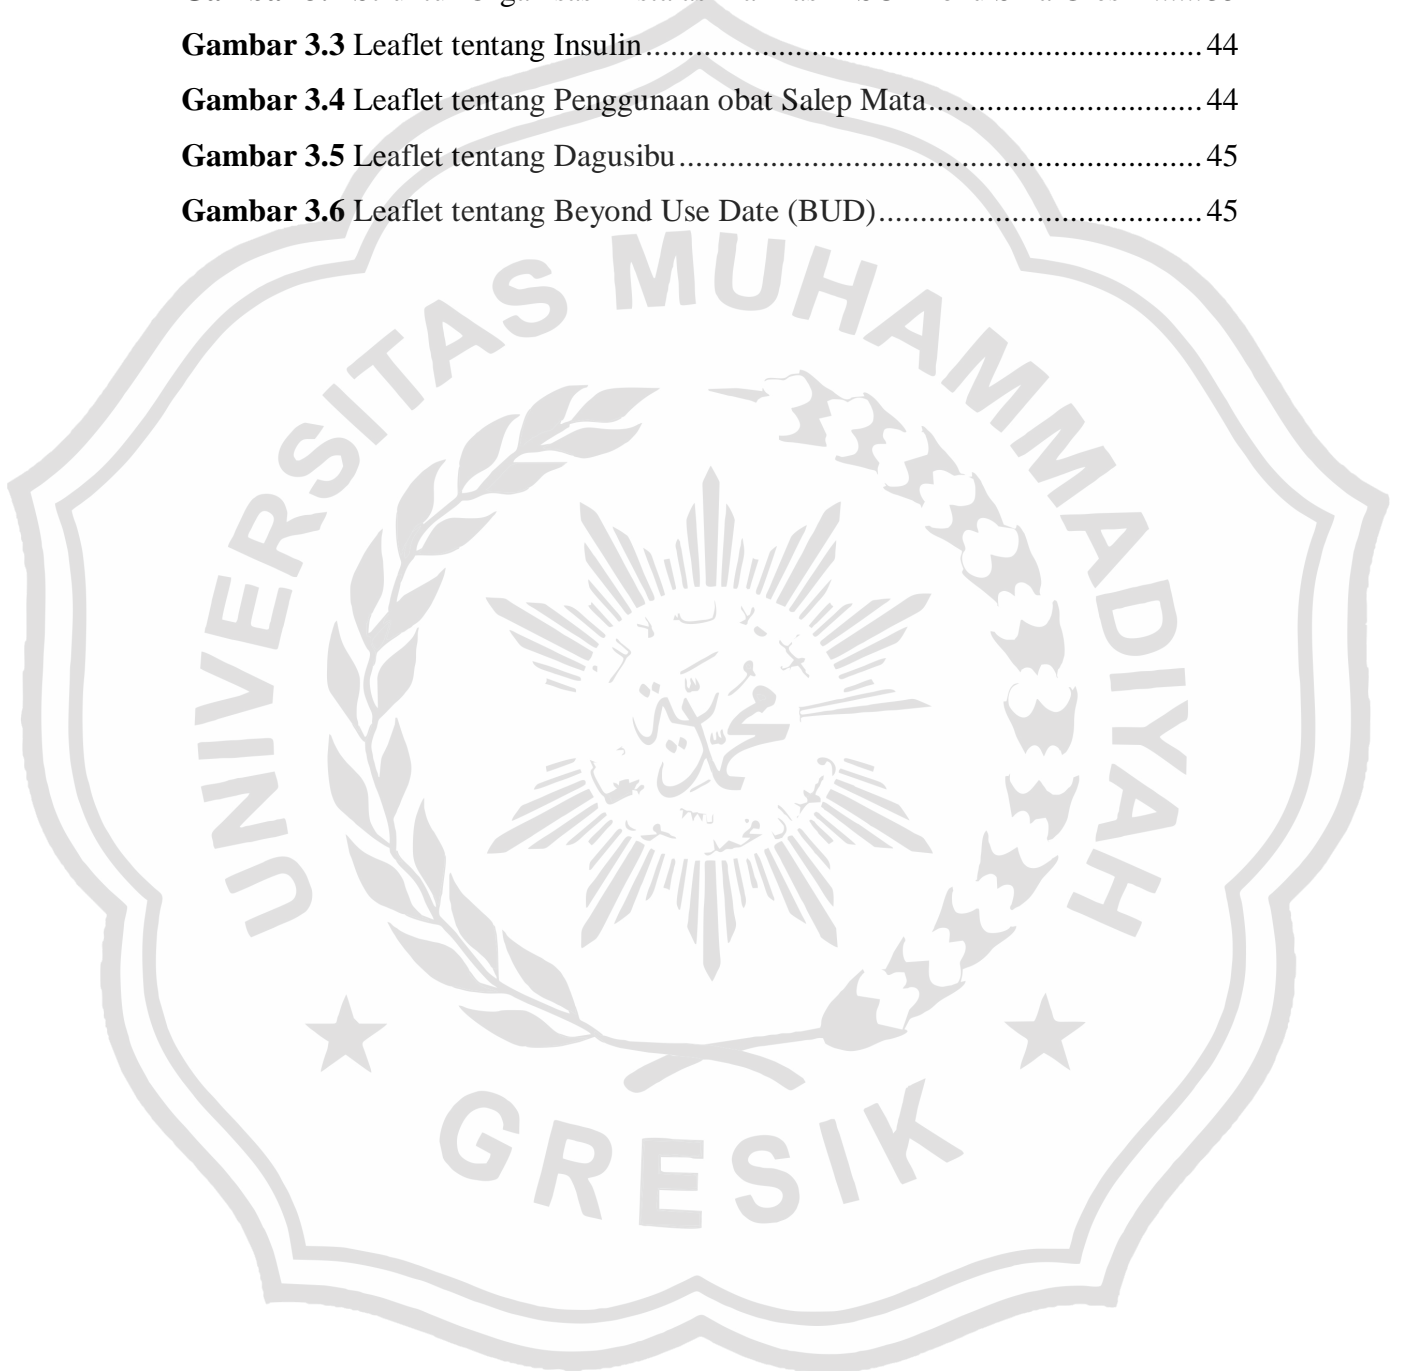 Gambar 3.3 Leaflet tentang Insulin.......................................................................44
Gambar 3.4 Leaflet tentang Penggunaan obat Salep Mata..................................44
Gambar 3.5 Leaflet tentang Dagusibu..................................................................45
Gambar 3.6 Leaflet tentang Beyond Use Date (BUD).........................................45
UNIVERSITAS MUHAMMADIYAH
محمدية
GRESIK